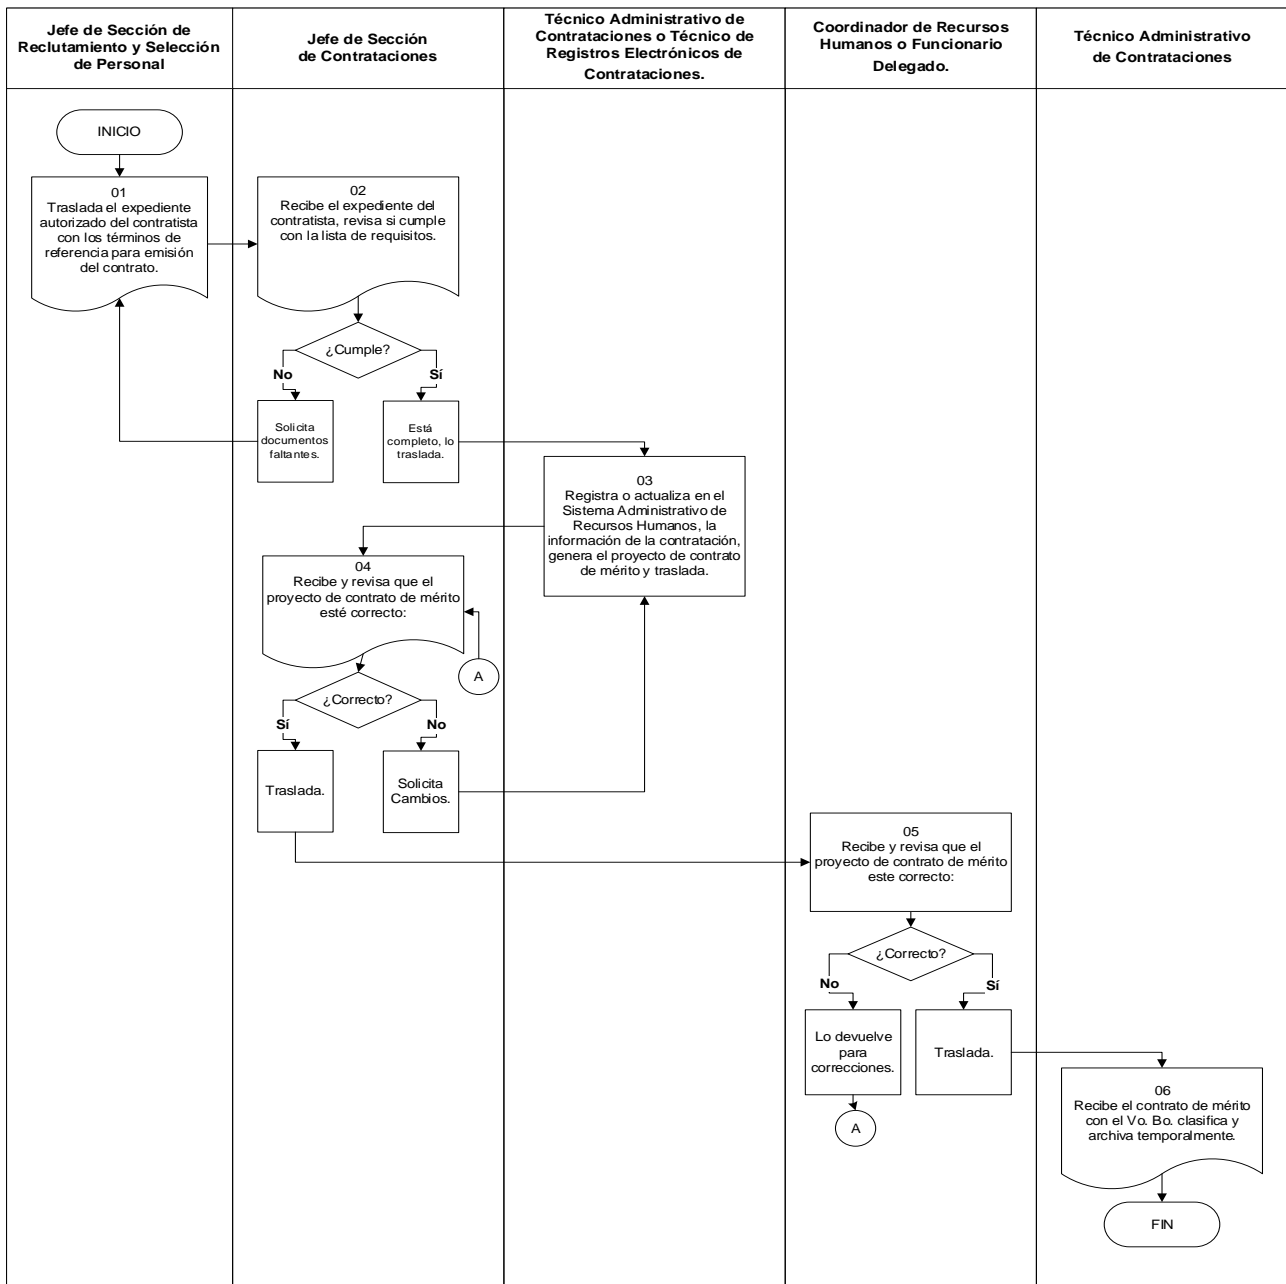 Jefe de Sección de
Reclutamiento y Selección
de Personal
Jefe de Sección
de Contrataciones
Técnico Administrativo de
Contrataciones o Técnico de
Registros Electrónicos de
Contrataciones.
Coordinador de Recursos
Humanos o Funcionario
Delegado.
Técnico Administrativo
de Contrataciones
INICIO
01
Traslada el expediente
autorizado del contratista
con los términos de
referencia para emisión
del contrato.
02
Recibe el expediente del
contratista, revisa si cumple
con la lista de requisitos.
¿Cumple?
No
Sí
Solicita
documentos
faltantes.
Está
completo, lo
traslada.
03
Registra o actualiza en el
Sistema Administrativo de
Recursos Humanos, la
información de la contratación,
genera el proyecto de contrato
de mérito y traslada.
04
Recibe y revisa que el
proyecto de contrato de mérito
esté correcto:
A
¿Correcto?
Sí
No
Traslada.
Solicita
Cambios.
05
Recibe y revisa que el
proyecto de contrato de mérito
este correcto:
¿Correcto?
No
Sí
Lo devuelve
para
correcciones.
Traslada.
A
06
Recibe el contrato de mérito
con el Vo. Bo. clasifica y
archiva temporalmente.
FIN